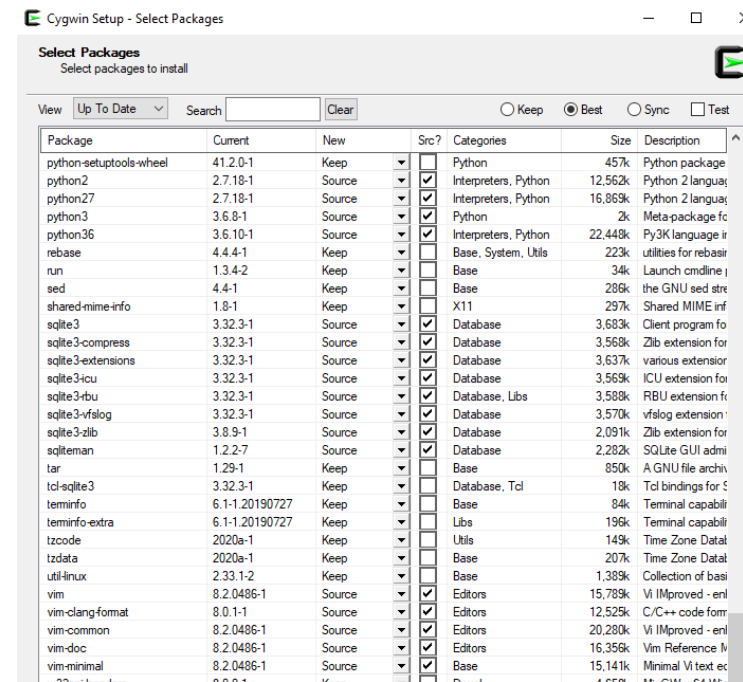 Cygwin Setup - Select Packages
Select Packages
Select packages to install
View Up To Date Search Clear Keep Best Sync Test
Package Current New Src? Categories Size Description
python-setuptools-wheel 41.2.0-1 Keep Python 457k Python package
python2 2.7.18-1 Source Interpreters, Python 12,562k Python 2 languag
python27 2.7.18-1 Source Interpreters, Python 16,869k Python 2 languag
python3 3.6.8-1 Source Python 2k Meta-package fo
python36 3.6.10-1 Source Interpreters, Python 22,448k Py3K language in
rebase 4.4.4-1 Keep Base, System, Utils 223k utilities for rebasin
run 1.3.4-2 Keep Base 34k Launch cmdline
sed 4.4-1 Keep Base 286k the GNU sed stre
shared-mime-info 1.8-1 Keep X11 297k Shared MIME inf
sqlite3 3.32.3-1 Source Database 3,683k Client program fo
sqlite3-compress 3.32.3-1 Source Database 3,568k Zlib extension for
sqlite3-extensions 3.32.3-1 Source Database 3,637k various extension
sqlite3-icu 3.32.3-1 Source Database 3,569k ICU extension for
sqlite3-rbu 3.32.3-1 Source Database, Libs 3,588k RBU extension fo
sqlite3-vfslog 3.32.3-1 Source Database 3,570k vfslog extension
sqlite3-zlib 3.8.9-1 Source Database 2,091k Zlib extension for
sqliteman 1.2.2-7 Source Database 2,282k SQLite GUI admi
tar 1.29-1 Keep Base 850k A GNU file archiv
tcl-sqlite3 3.32.3-1 Keep Database, Tcl 18k Tcl bindings for S
terminfo 6.1-1.20190727 Keep Base 84k Terminal capabili
terminfo-extra 6.1-1.20190727 Keep Libs 196k Terminal capabili
tzcode 2020a-1 Keep Utils 149k Time Zone Datab
tzdata 2020a-1 Keep Base 207k Time Zone Datab
util-linux 2.33.1-2 Keep Base 1,389k Collection of basi
vim 8.2.0486-1 Source Editors 15,789k Vi IMproved - enh
vim-clang-format 8.0.1-1 Source Editors 12,525k C/C++ code form
vim-common 8.2.0486-1 Source Editors 20,280k Vi IMproved - enh
vim-doc 8.2.0486-1 Source Editors 16,356k Vim Reference M
vim-minimal 8.2.0486-1 Source Base 15,141k Minimal Vi text ed